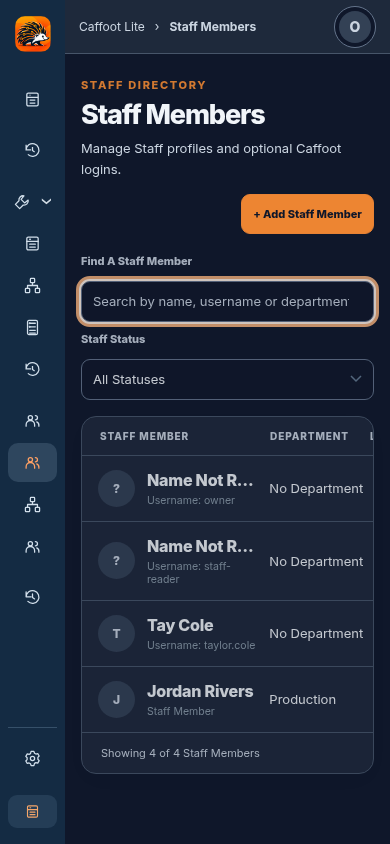 Caffoot Lite › Staff Members
O
STAFF DIRECTORY
Staff Members
Manage Staff profiles and optional Caffoot
logins.
+ Add Staff Member
Find A Staff Member
Search by name, username or departmen
Staff Status
All Statuses
STAFF MEMBER DEPARTMENT
? Name Not R... No Department
Username: owner
? Name Not R... No Department
Username: staff-
reader
T Tay Cole No Department
Username: taylor.cole
J Jordan Rivers Production
Staff Member
Showing 4 of 4 Staff Members